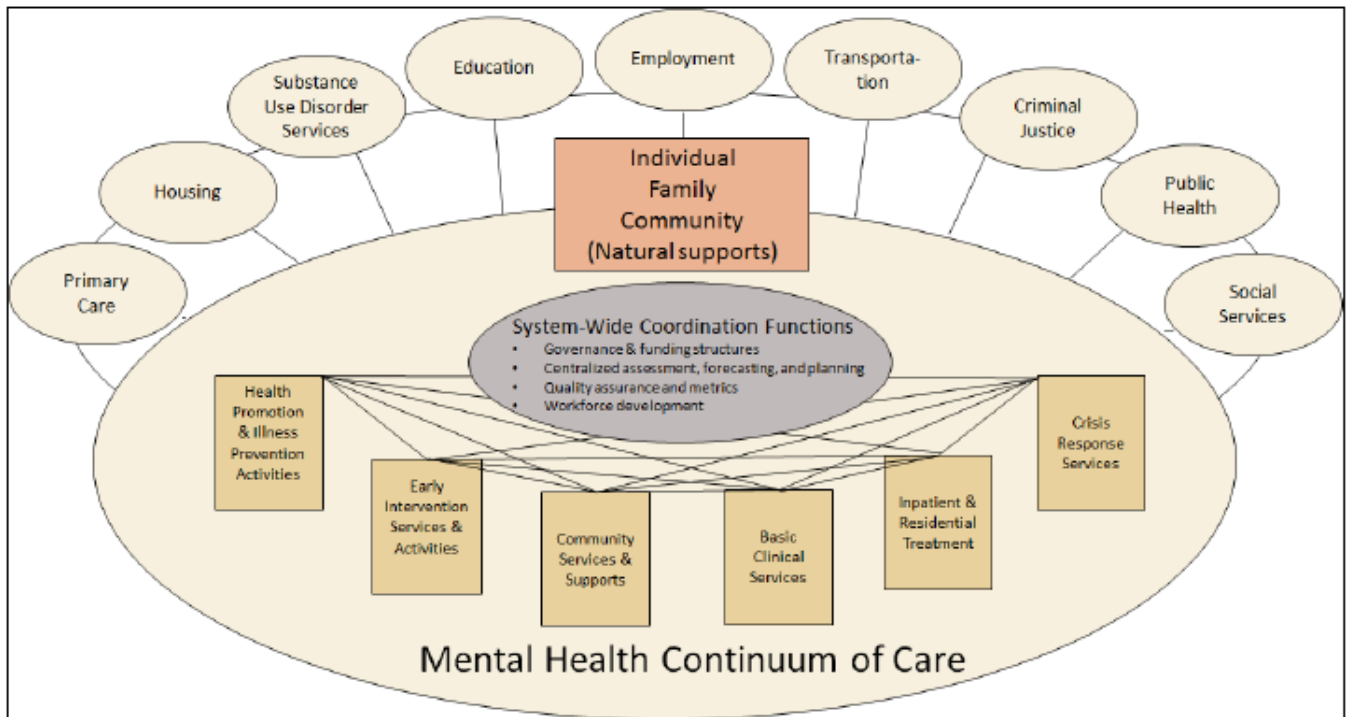 Primary
Care
Housing
Substance
Use Disorder
Services
Education
Employment
Transporta-
tion
Criminal
Justice
Public
Health
Social
Services
Individual
Family
Community
(Natural supports)
System-Wide Coordination Functions
• Governance & funding structures
• Centralized assessment, forecasting, and planning
• Quality assurance and metrics
• Workforce development
Health
Promotion
& Illness
Prevention
Activities
Early
Intervention
Services &
Activities
Community
Services &
Supports
Basic
Clinical
Services
Inpatient &
Residential
Treatment
Crisis
Response
Services
Mental Health Continuum of Care